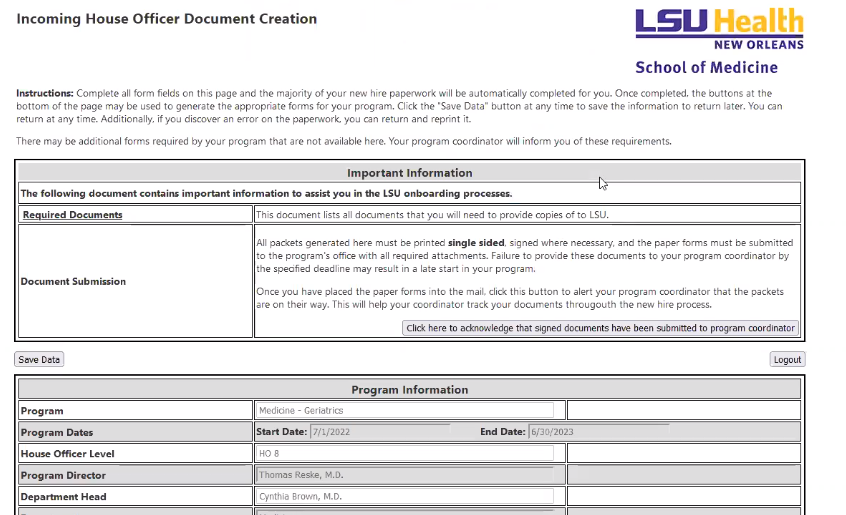 Incoming House Officer Document Creation
LSU Health
NEW ORLEANS
School of Medicine
Instructions: Complete all form fields on this page and the majority of your new hire paperwork will be automatically completed for you. Once completed, the buttons at the
bottom of the page may be used to generate the appropriate forms for your program. Click the "Save Data" button at any time to save the information to return later. You can
return at any time. Additionally, if you discover an error on the paperwork, you can return and reprint it.
There may be additional forms required by your program that are not available here. Your program coordinator will inform you of these requirements.
Important Information
The following document contains important information to assist you in the LSU onboarding processes.
Required Documents This document lists all documents that you will need to provide copies of to LSU.
Document Submission
All packets generated here must be printed single sided, signed where necessary, and the paper forms must be submitted
to the program's office with all required attachments. Failure to provide these documents to your program coordinator by
the specified deadline may result in a late start in your program.
Once you have placed the paper forms into the mail, click this button to alert your program coordinator that the packets
are on their way. This will help your coordinator track your documents througouth the new hire process.
Click here to acknowledge that signed documents have been submitted to program coordinator
Save Data Logout
Program Information
Program Medicine - Geriatrics
Program Dates Start Date: 7/1/2022 End Date: 6/30/2023
House Officer Level HO 8
Program Director Thomas Reske, M.D.
Department Head Cynthia Brown, M.D.